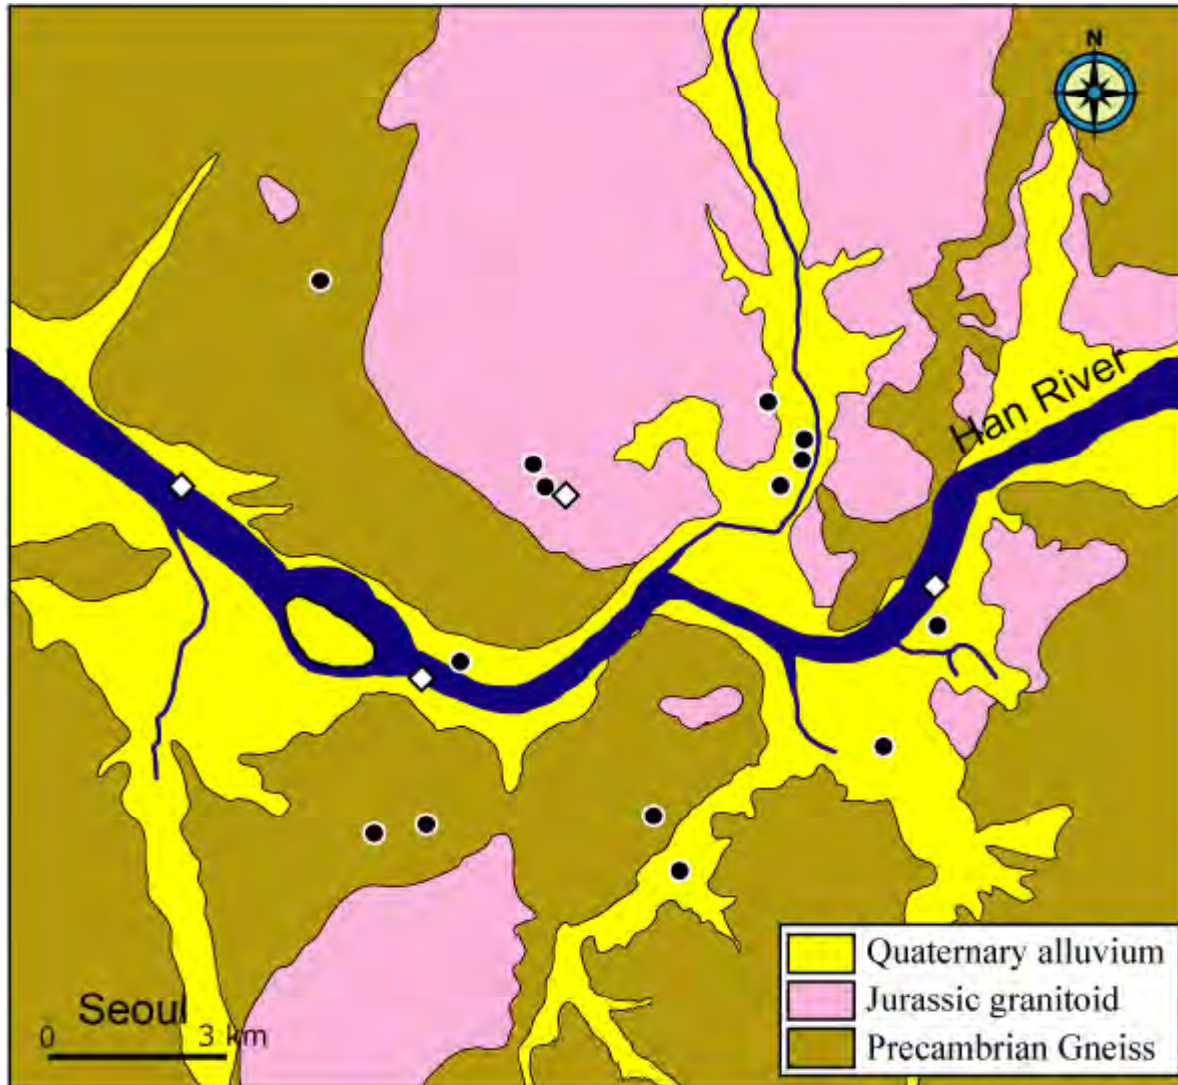 N
Han River
Quaternary alluvium
Jurassic granitoid
Precambrian Gneiss
Seoul
0 3 km